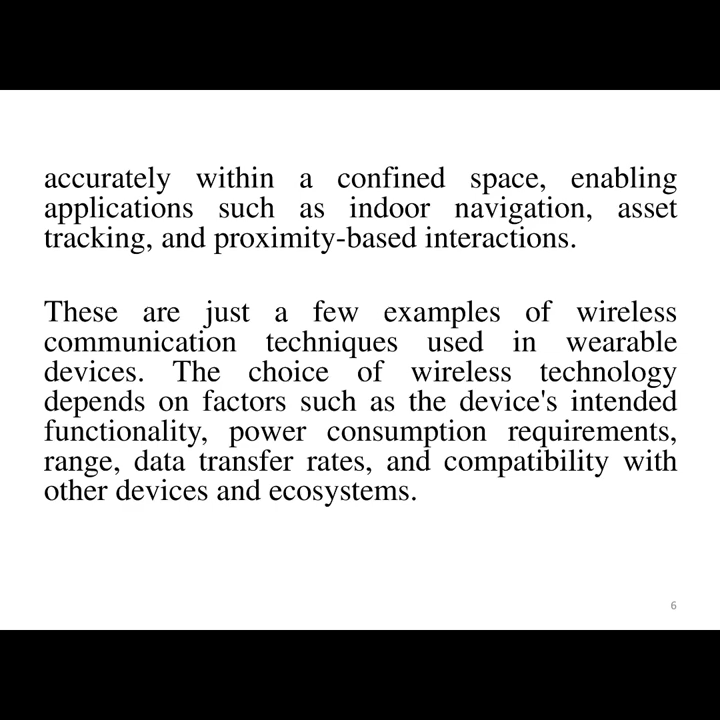 accurately within a confined space, enabling
applications such as indoor navigation, asset
tracking, and proximity-based interactions.
These are just a few examples of wireless
communication techniques used in wearable
devices. The choice of wireless technology
depends on factors such as the device's intended
functionality, power consumption requirements,
range, data transfer rates, and compatibility with
other devices and ecosystems.
6